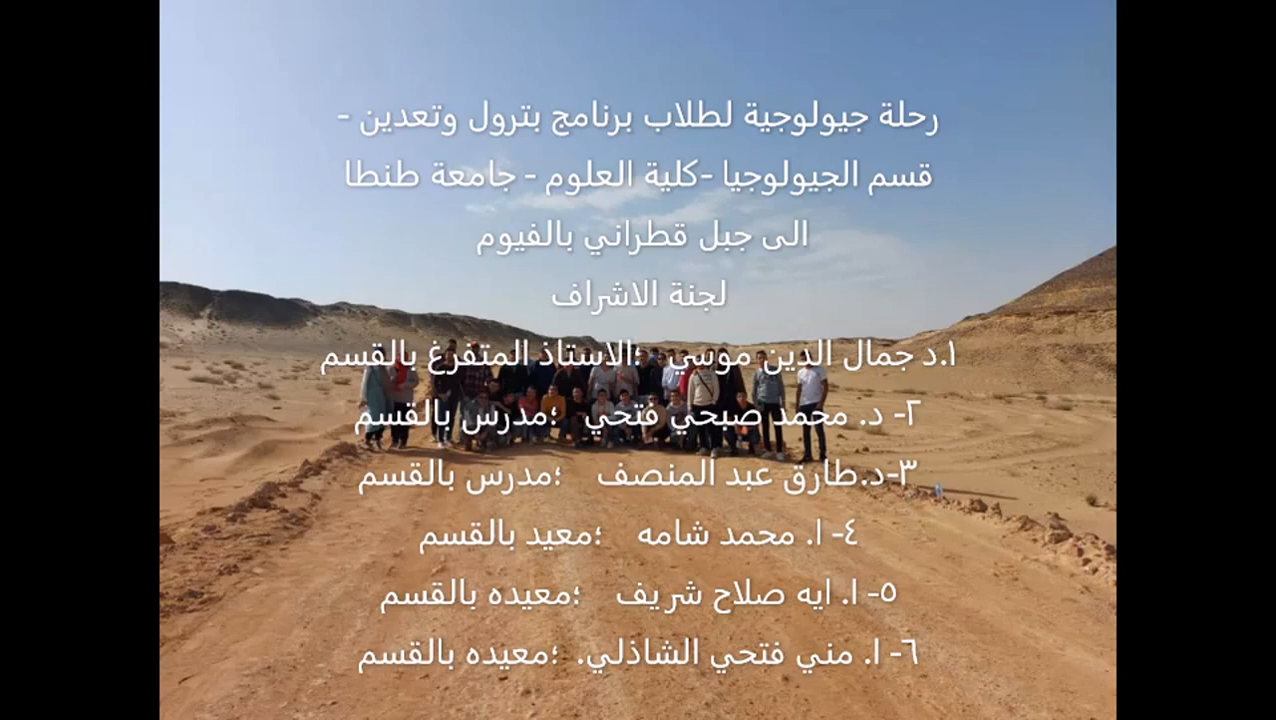 رحلة جيولوجية لطلاب برنامج بترول وتعدين -
قسم الجيولوجيا -كلية العلوم - جامعة طنطا
الى جبل قطراني بالفيوم
لجنة الاشراف
١.د جمال الدين موسي ؛الاستاذ المتفرغ بالقسم
٢- د. محمد صبحي فتحي ؛مدرس بالقسم
٣-د.طارق عبد المنصف ؛مدرس بالقسم
٤- ا. محمد شامه ؛معيد بالقسم
٥- ا. ايه صلاح شريف ؛معيده بالقسم
٦- ا. مني فتحي الشاذلي. ؛معيده بالقسم